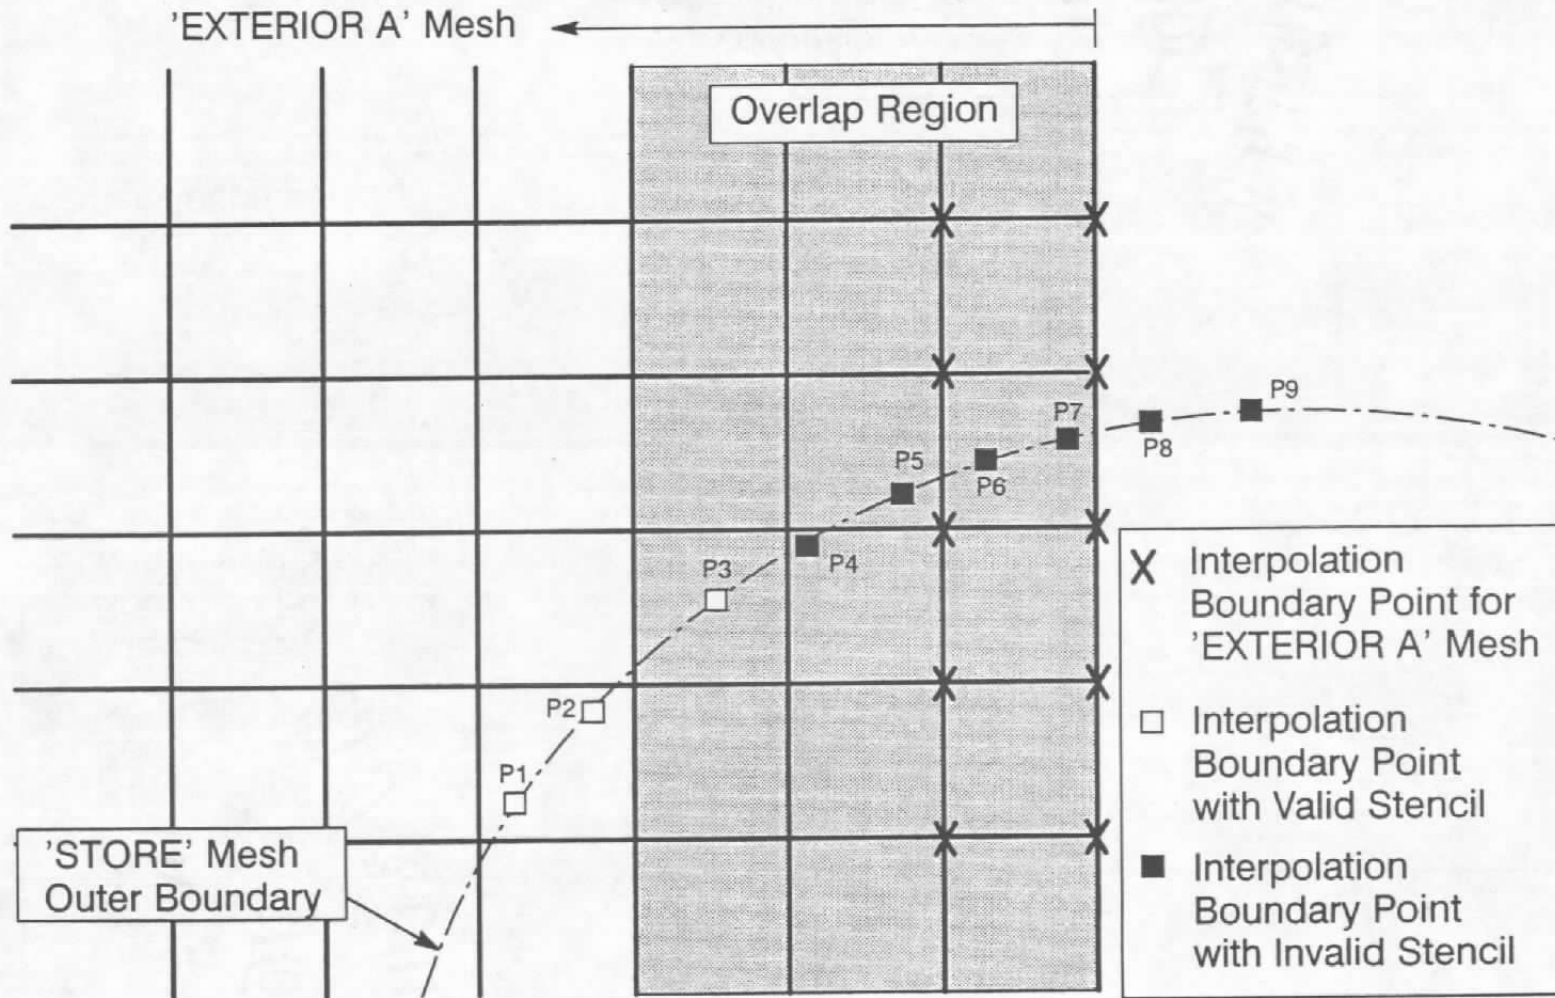 'EXTERIOR A' Mesh
Overlap Region
P9
P7
P8
P5
P6
P4
P3
P2
P1
X Interpolation
Boundary Point for
'EXTERIOR A' Mesh
Interpolation
Boundary Point
with Valid Stencil
Interpolation
Boundary Point
with Invalid Stencil
'STORE' Mesh
Outer Boundary